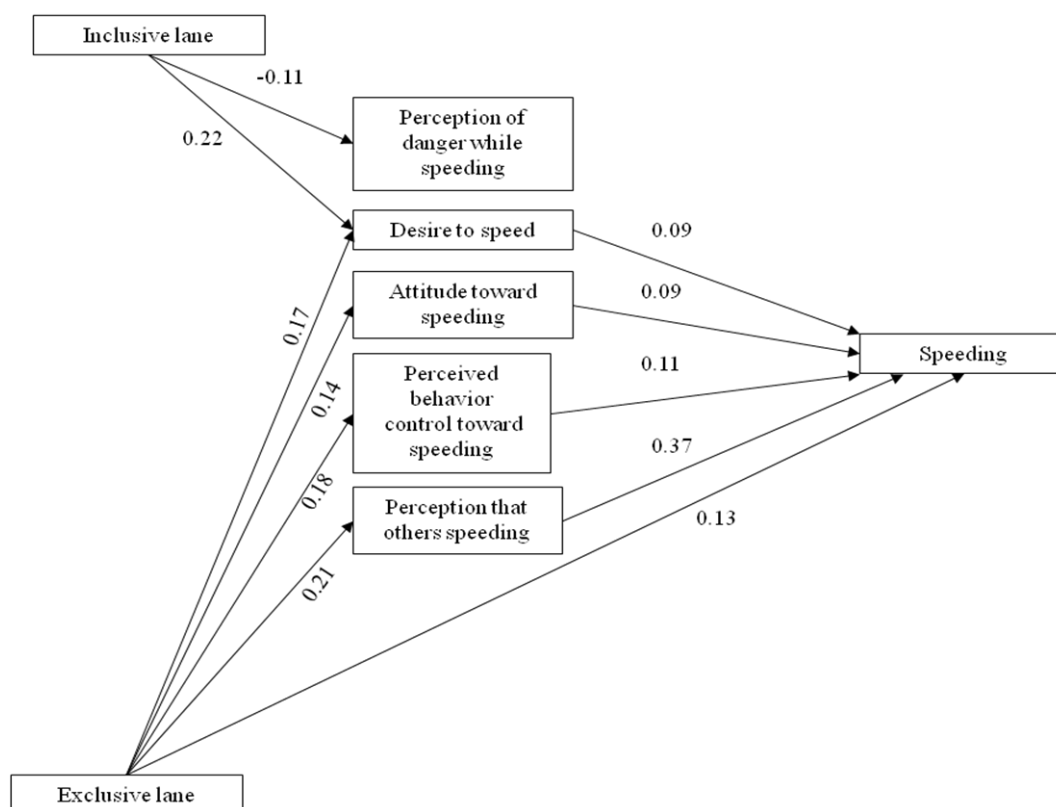 Inclusive lane
-0.11
0.22
Perception of
danger while
speeding
Desire to speed
0.09
Attitude toward
speeding
0.09
Speeding
0.17
0.14
Perceived
behavior
control toward
speeding
0.11
0.18
0.37
Perception that
others speeding
0.13
0.21
Exclusive lane